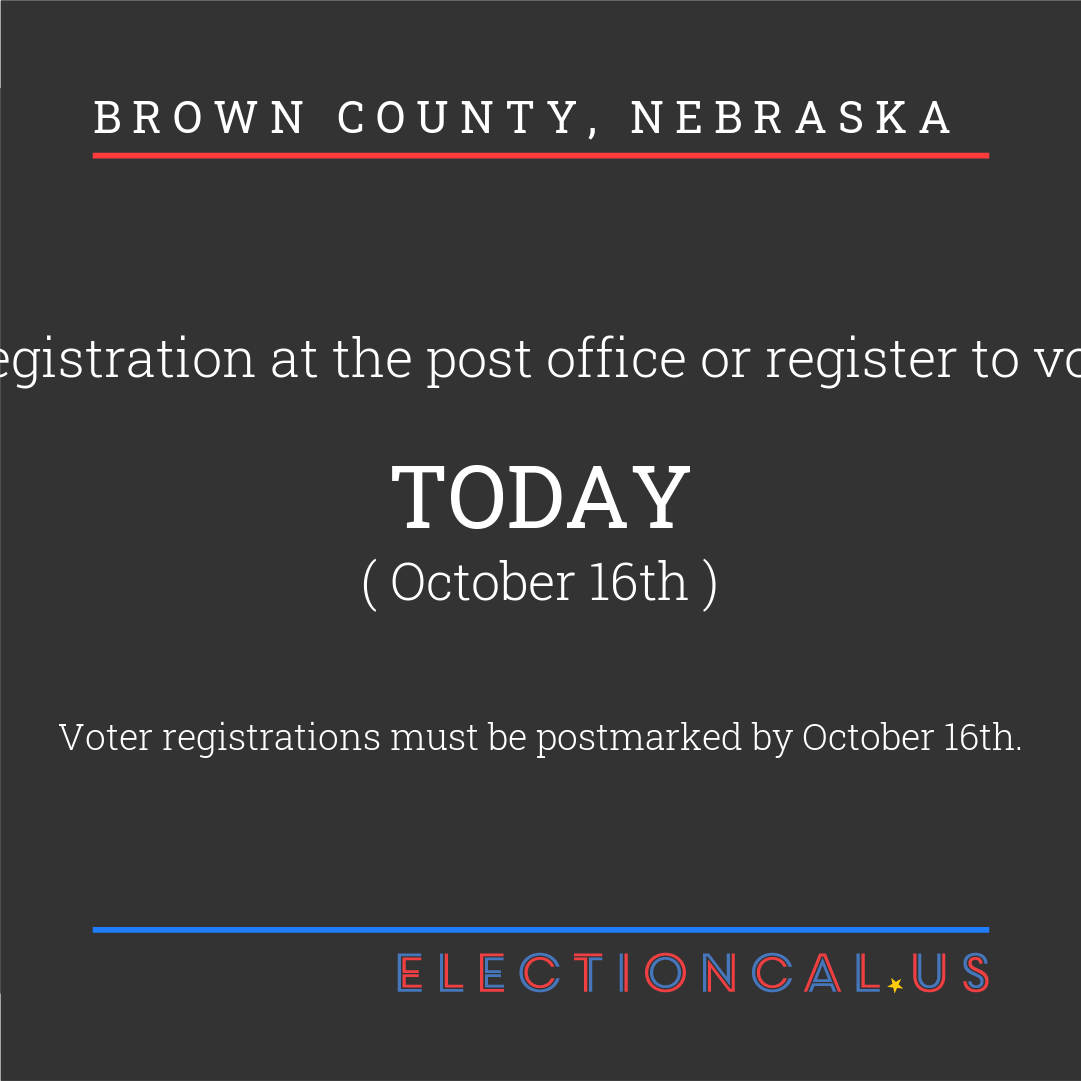 BROWN COUNTY, NEBRASKA
egistration at the post office or register to vo
TODAY
( October 16th )
Voter registrations must be postmarked by October 16th.
ELECTIONCAL.US